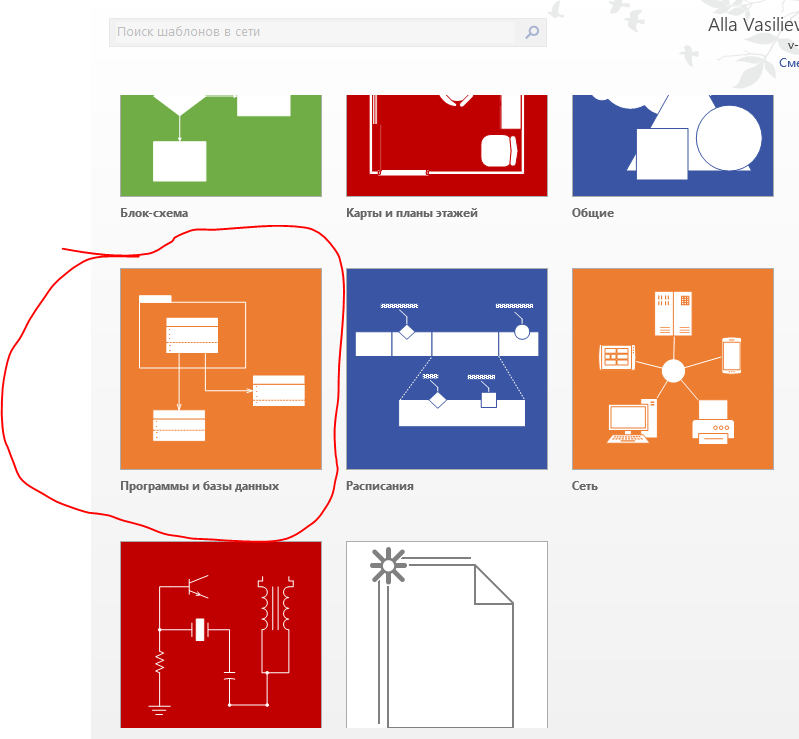 Поиск шаблонов в сети
Alla Vasiliev
v-
Сме
Блок-схема
Карты и планы этажей
Общие
Программы и базы данных
Расписания
Сеть